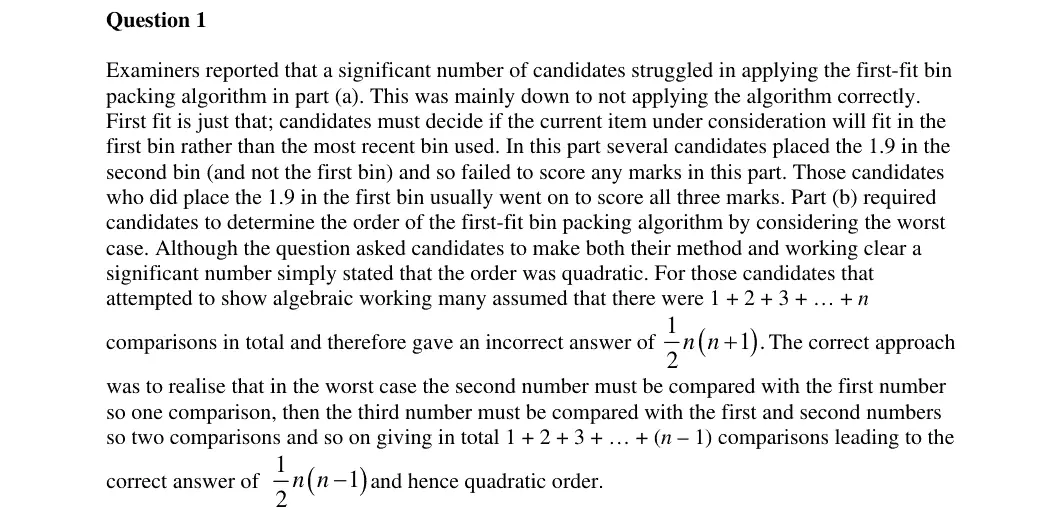 Question 1
Examiners reported that a significant number of candidates struggled in applying the first-fit bin
packing algorithm in part (a). This was mainly down to not applying the algorithm correctly.
First fit is just that; candidates must decide if the current item under consideration will fit in the
first bin rather than the most recent bin used. In this part several candidates placed the 1.9 in the
second bin (and not the first bin) and so failed to score any marks in this part. Those candidates
who did place the 1.9 in the first bin usually went on to score all three marks. Part (b) required
candidates to determine the order of the first-fit bin packing algorithm by considering the worst
case. Although the question asked candidates to make both their method and working clear a
significant number simply stated that the order was quadratic. For those candidates that
attempted to show algebraic working many assumed that there were 1 + 2 + 3 + … + n
comparisons in total and therefore gave an incorrect answer of 1/2 n(n+1). The correct approach
was to realise that in the worst case the second number must be compared with the first number
so one comparison, then the third number must be compared with the first and second numbers
so two comparisons and so on giving in total 1 + 2 + 3 + … + (n – 1) comparisons leading to the
correct answer of 1/2 n(n−1) and hence quadratic order.